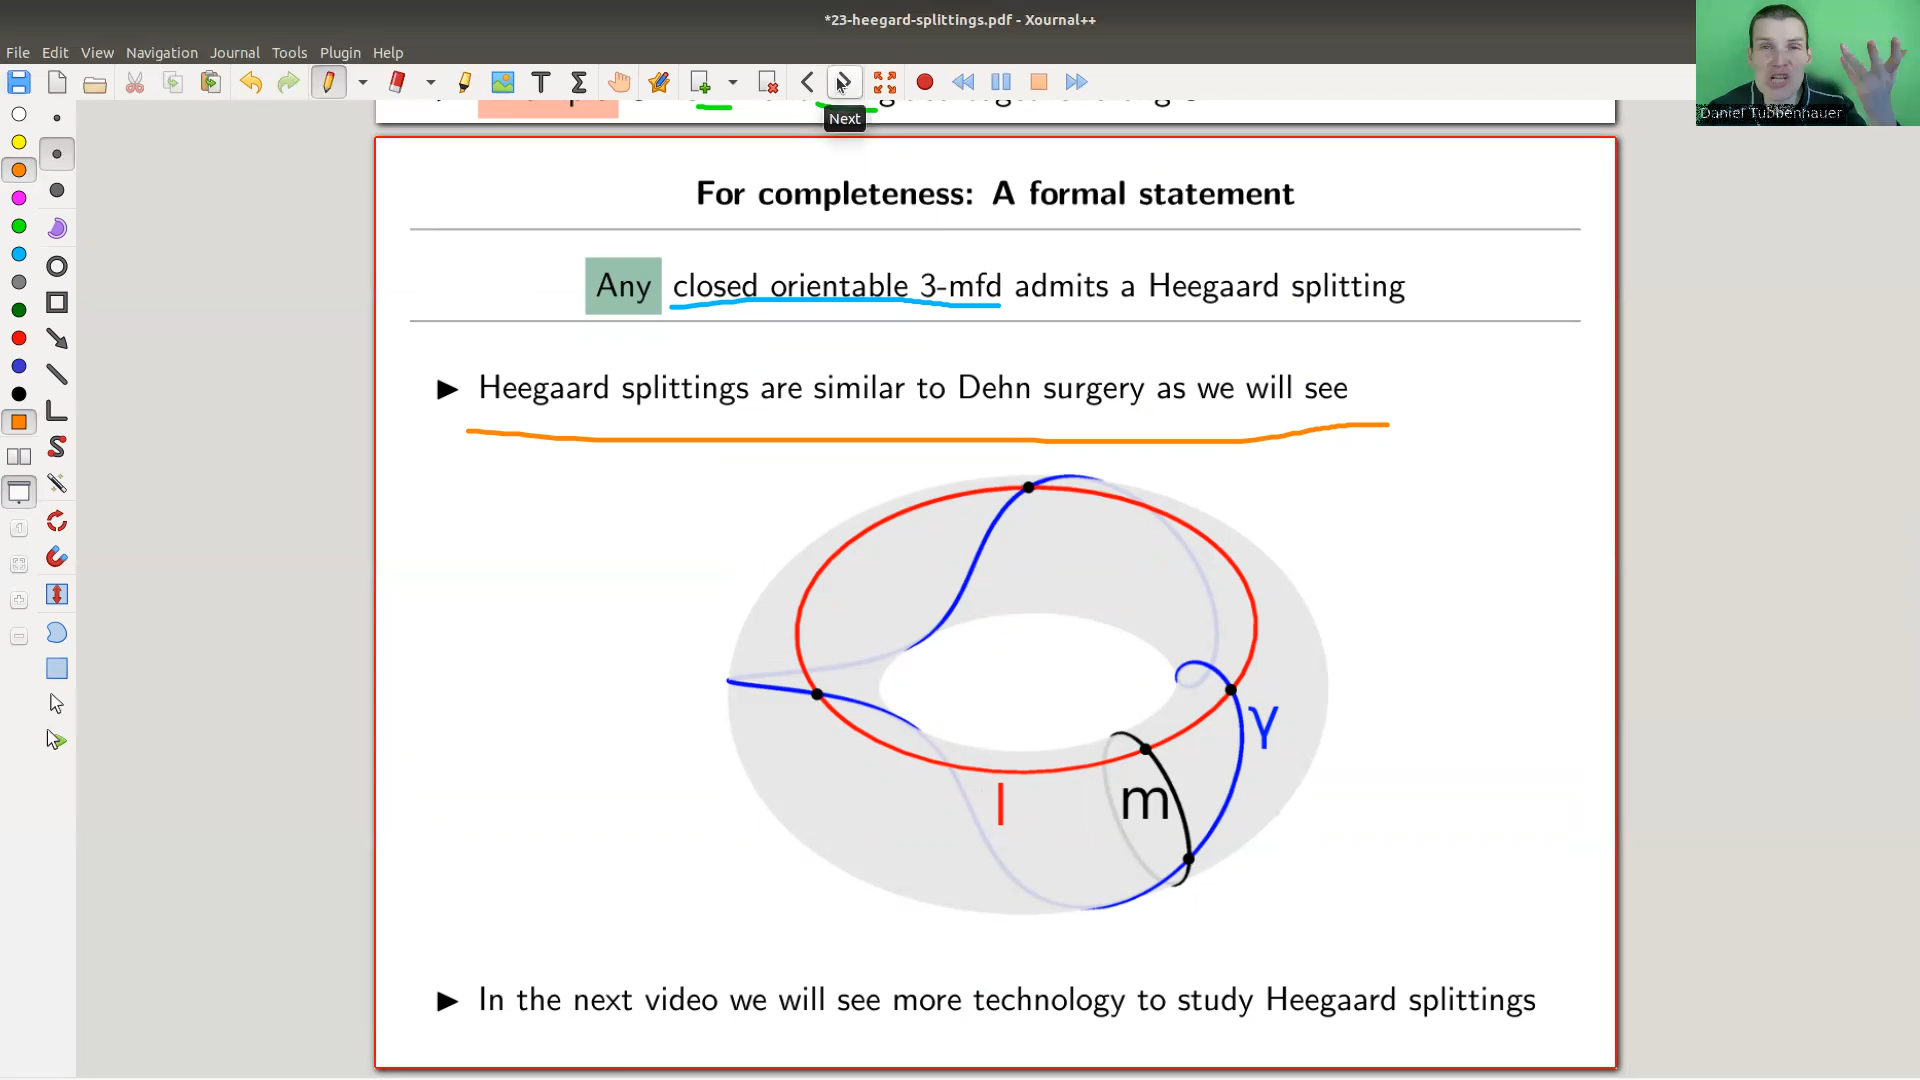 *23-heegard-splittings.pdf - Xournal++
File Edit View Navigation Journal Tools Plugin Help
Next
Daniel Tubbenhauer
For completeness: A formal statement
Any closed orientable 3-mfd admits a Heegaard splitting
▶ Heegaard splittings are similar to Dehn surgery as we will see
γ
l
m
▶ In the next video we will see more technology to study Heegaard splittings